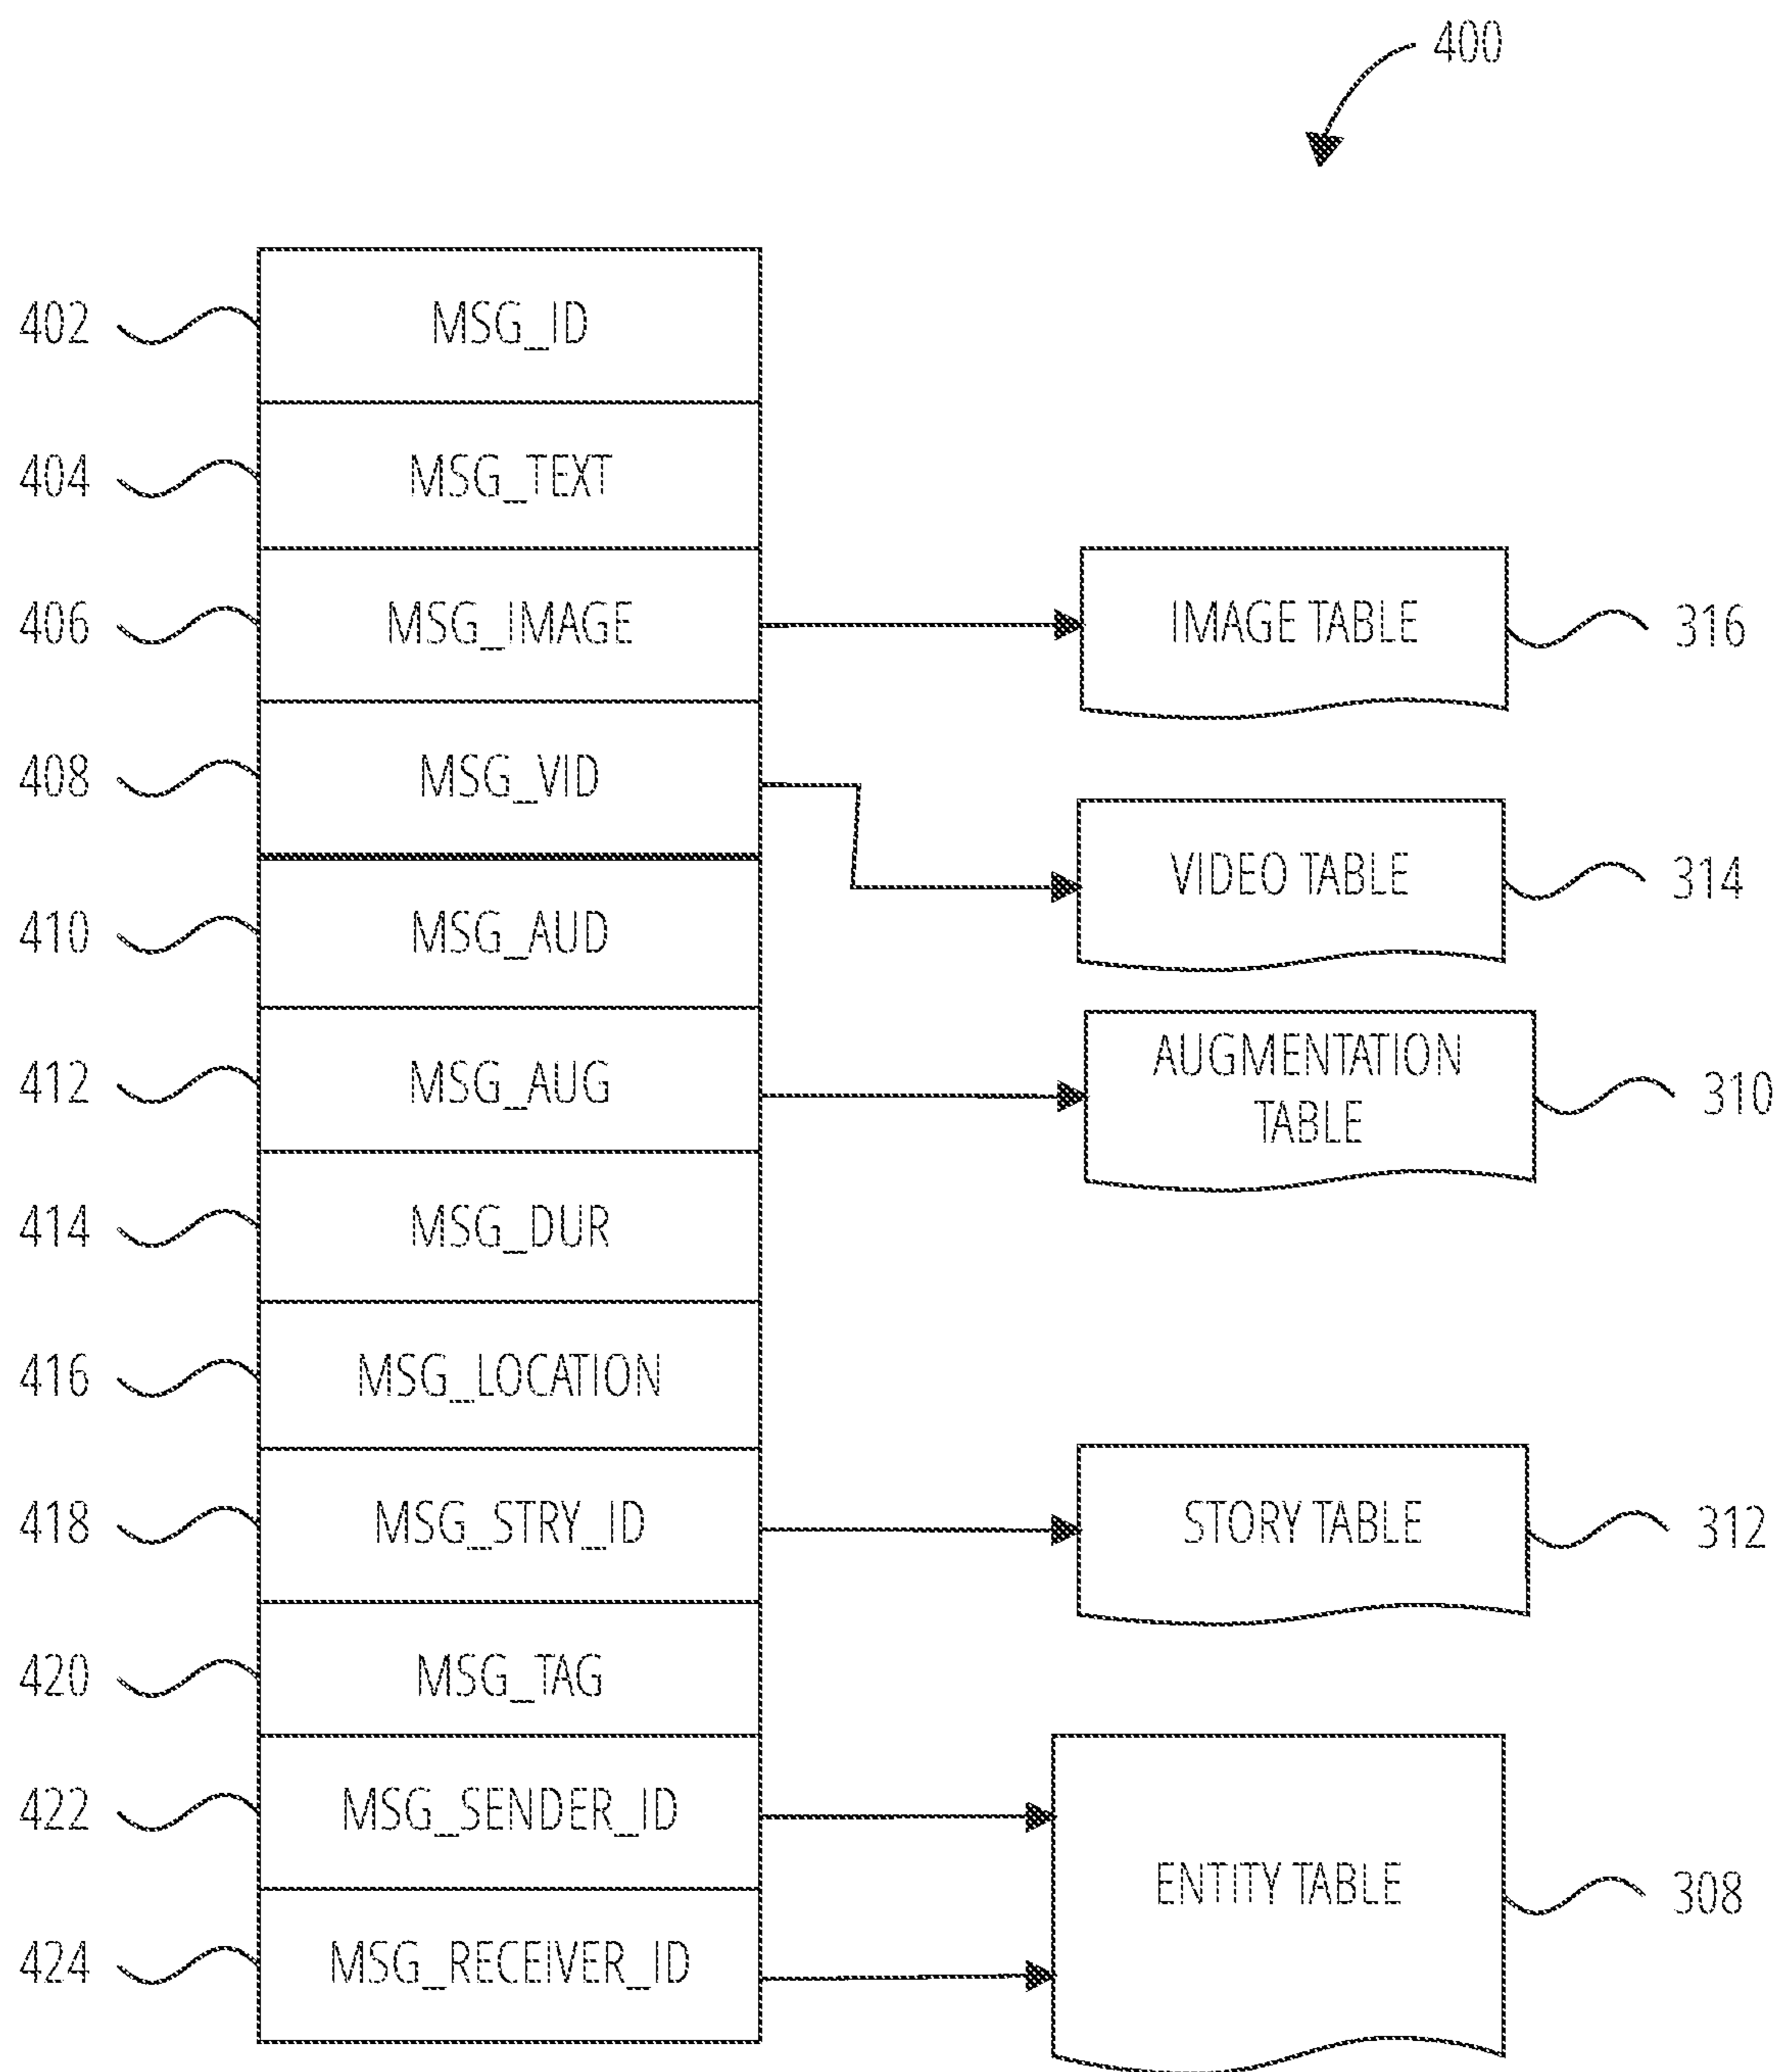 400
402 MSG_ID
404 MSG_TEXT
406 MSG_IMAGE IMAGE TABLE 316
408 MSG_VID
VIDEO TABLE 314
410 MSG_AUD
412 MSG_AUG AUGMENTATION
TABLE 310
414 MSG_DUR
416 MSG_LOCATION
418 MSG_STRY_ID STORY TABLE 312
420 MSG_TAG
422 MSG_SENDER_ID
ENTITY TABLE 308
424 MSG_RECEIVER_ID